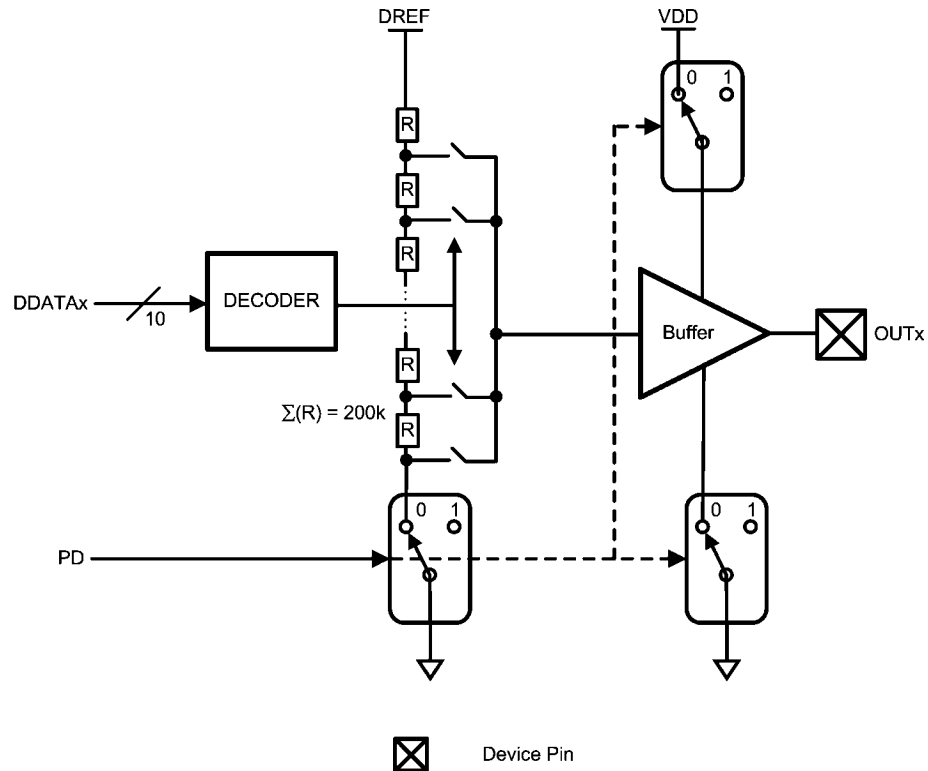 DREF
VDD
0 1
R
R
R
DDATAx
10
DECODER
Buffer
OUTx
R
Σ(R) = 200k
R
0 1
0 1
PD
Device Pin